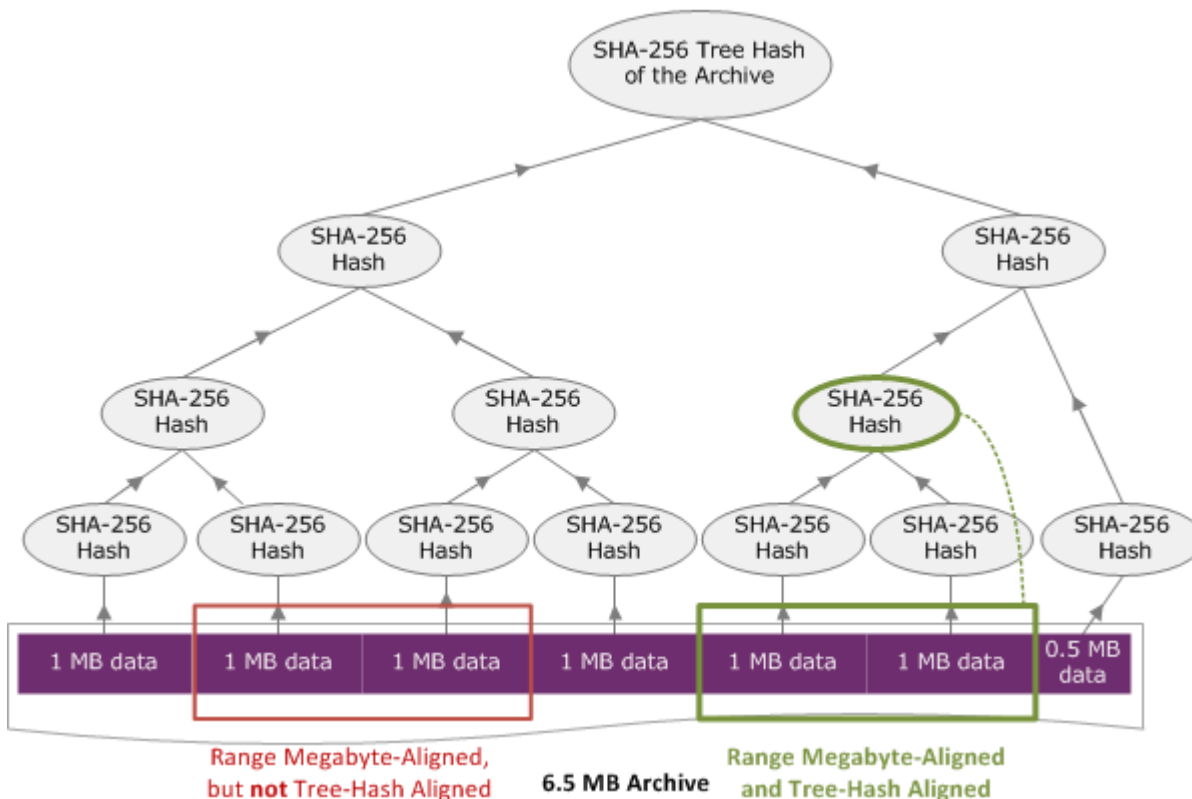 SHA-256 Tree Hash
of the Archive
SHA-256
Hash
SHA-256
Hash
SHA-256
Hash
SHA-256
Hash
SHA-256
Hash
SHA-256
Hash
SHA-256
Hash
SHA-256
Hash
SHA-256
Hash
SHA-256
Hash
SHA-256
Hash
SHA-256
Hash
1 MB data
1 MB data
1 MB data
1 MB data
1 MB data
1 MB data
0.5 MB
data
Range Megabyte-Aligned,
but not Tree-Hash Aligned
6.5 MB Archive
Range Megabyte-Aligned
and Tree-Hash Aligned